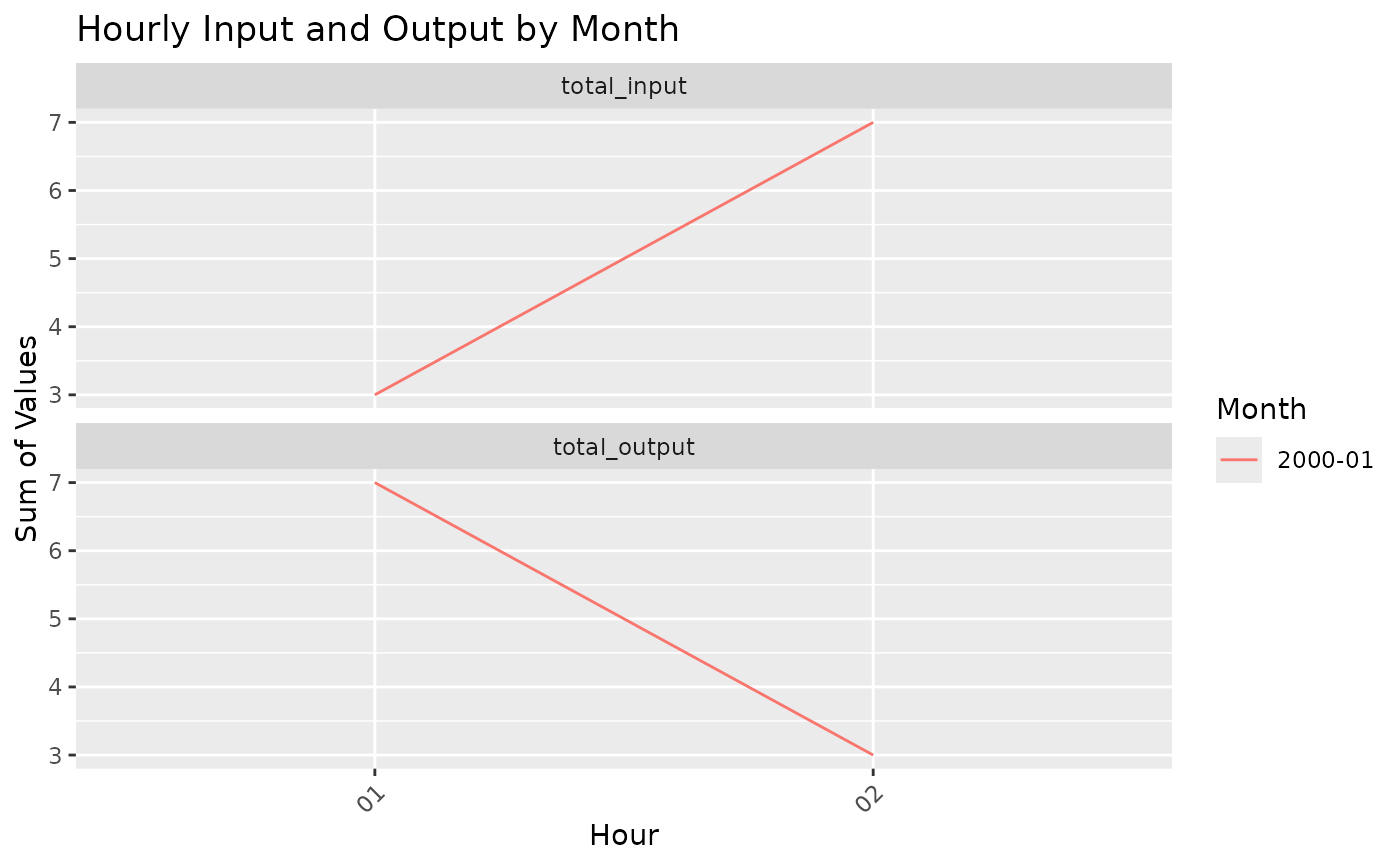 Hourly Input and Output by Month
total_input
7
6
5
4
3
total_output
7
6
5
4
3
Sum of Values
01
02
Hour
Month
2000-01